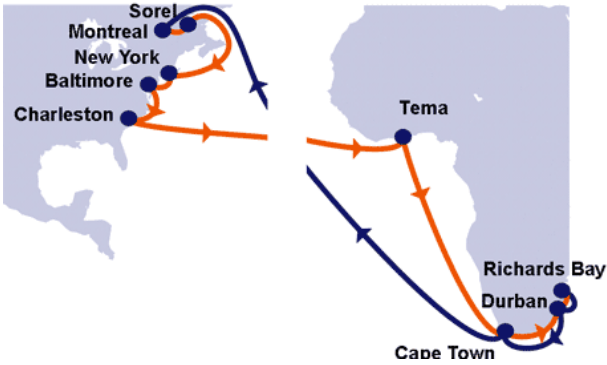 Sorel
Montreal
New York
Baltimore
Charleston
Tema
Richards Bay
Durban
Cape Town